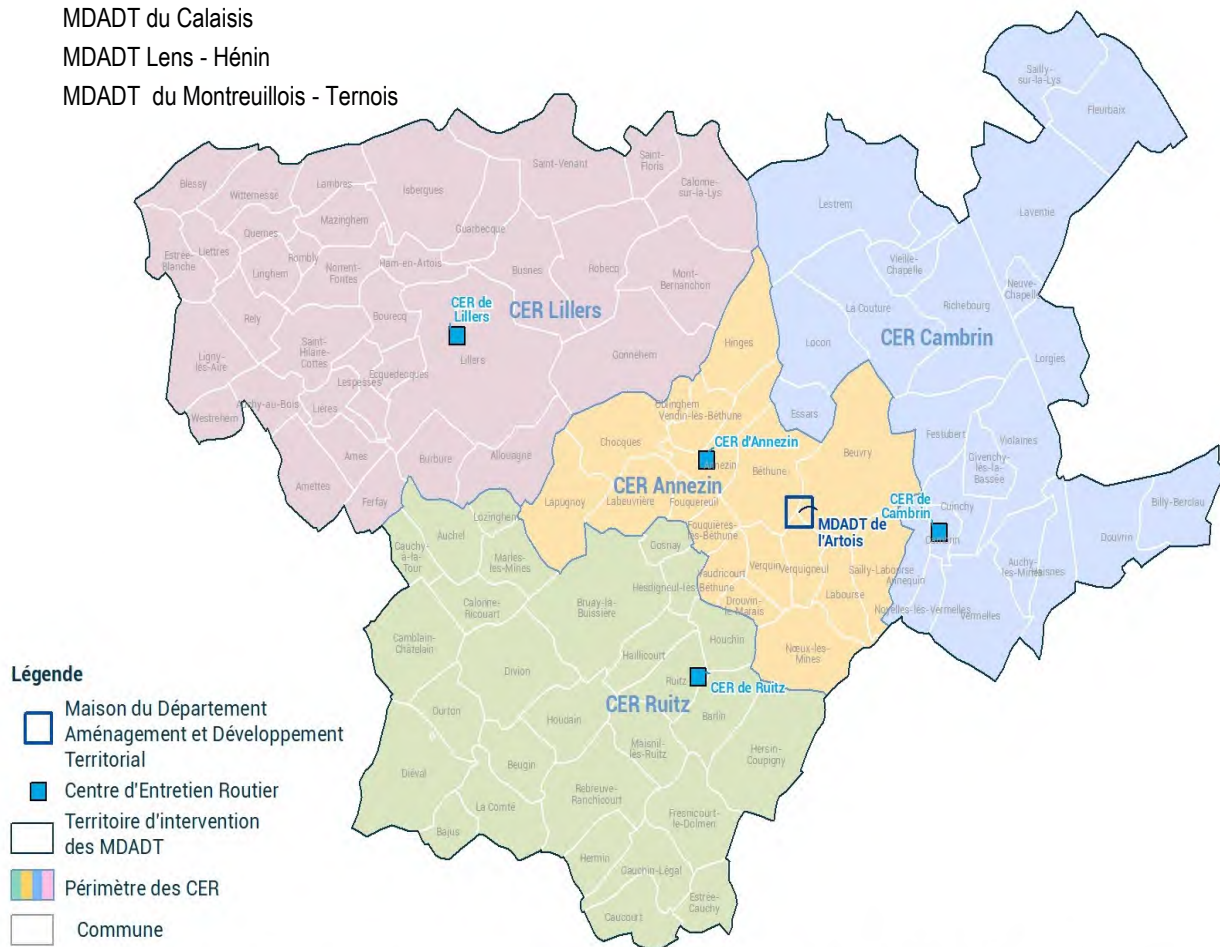 MDADT du Calaisis
MDADT Lens - Hénin
MDADT du Montreuillois - Ternois
Sailly-
sur-la-Lys
Fleurbaix
Saint-Venant
Saint-
Floris
Calonne-
sur-la-Lys
Blessy
Witternesse
Lambres
Isbergues
Lestrem
Laventie
Mazinghem
Guarbecque
Quernes
Estrée-
Blanche
Liettres
Rombly
Linghem
Norrent-
Fontes
Ham-en-Artois
Busnes
Robecq
Mont-
Bernanchon
Vieille-
Chapelle
Neuve-
Chapelle
La Couture
Richebourg
CER de
Lillers
CER Lillers
Rely
Bourecq
Lillers
Saint-
Hilaire-
Cottes
Gonnehem
Hinges
Locon
CER Cambrin
Lorgies
Ligny-
lès-Aire
Lespesses
Ecquedecques
Westrehem
Auchy-au-Bois
Lières
Oblinghem
Vendin-lès-Béthune
Essars
Ames
Burbure
Allouagne
Chocques
CER d'Annezin
Annezin
Béthune
Beuvry
Festubert
Violaines
Givenchy-
lès-la-
Bassée
Amettes
Ferfay
Lapugnoy
CER Annezin
Labeuvrière
Fouquereuil
CER de
Cambrin
Cuinchy
Cambrin
Billy-Berclau
Douvrin
Lozinghem
Auchel
Fouquières-
lès-Béthune
MDADT de
l'Artois
Cauchy-
à-la-
Tour
Marles-
les-Mines
Gosnay
Vaudricourt
Verquin
Verquigneul
Sailly-Labourse
Annequin
Auchy-
les-Mines
Haisnes
Hesdigneul-lès-Béthune
Calonne-
Ricouart
Bruay-la-
Buissière
Drouvin-
le-Marais
Labourse
Noyelles-lès-Vermelles
Vermelles
Camblain-
Châtelain
Houchin
Nœux-les-
Mines
Divion
Haillicourt
Ruitz
CER de Ruitz
CER Ruitz
Ourton
Houdain
Barlin
Maisnil-
lès-Ruitz
Hersin-
Coupigny
Diéval
Beugin
Rebreuve-
Ranchicourt
La Comté
Bajus
Fresnicourt-
le-Dolmen
Hermin
Gauchin-Légal
Estrée-
Cauchy
Caucourt
Légende
Maison du Département
Aménagement et Développement
Territorial
Centre d'Entretien Routier
Territoire d'intervention
des MDADT
Périmètre des CER
Commune